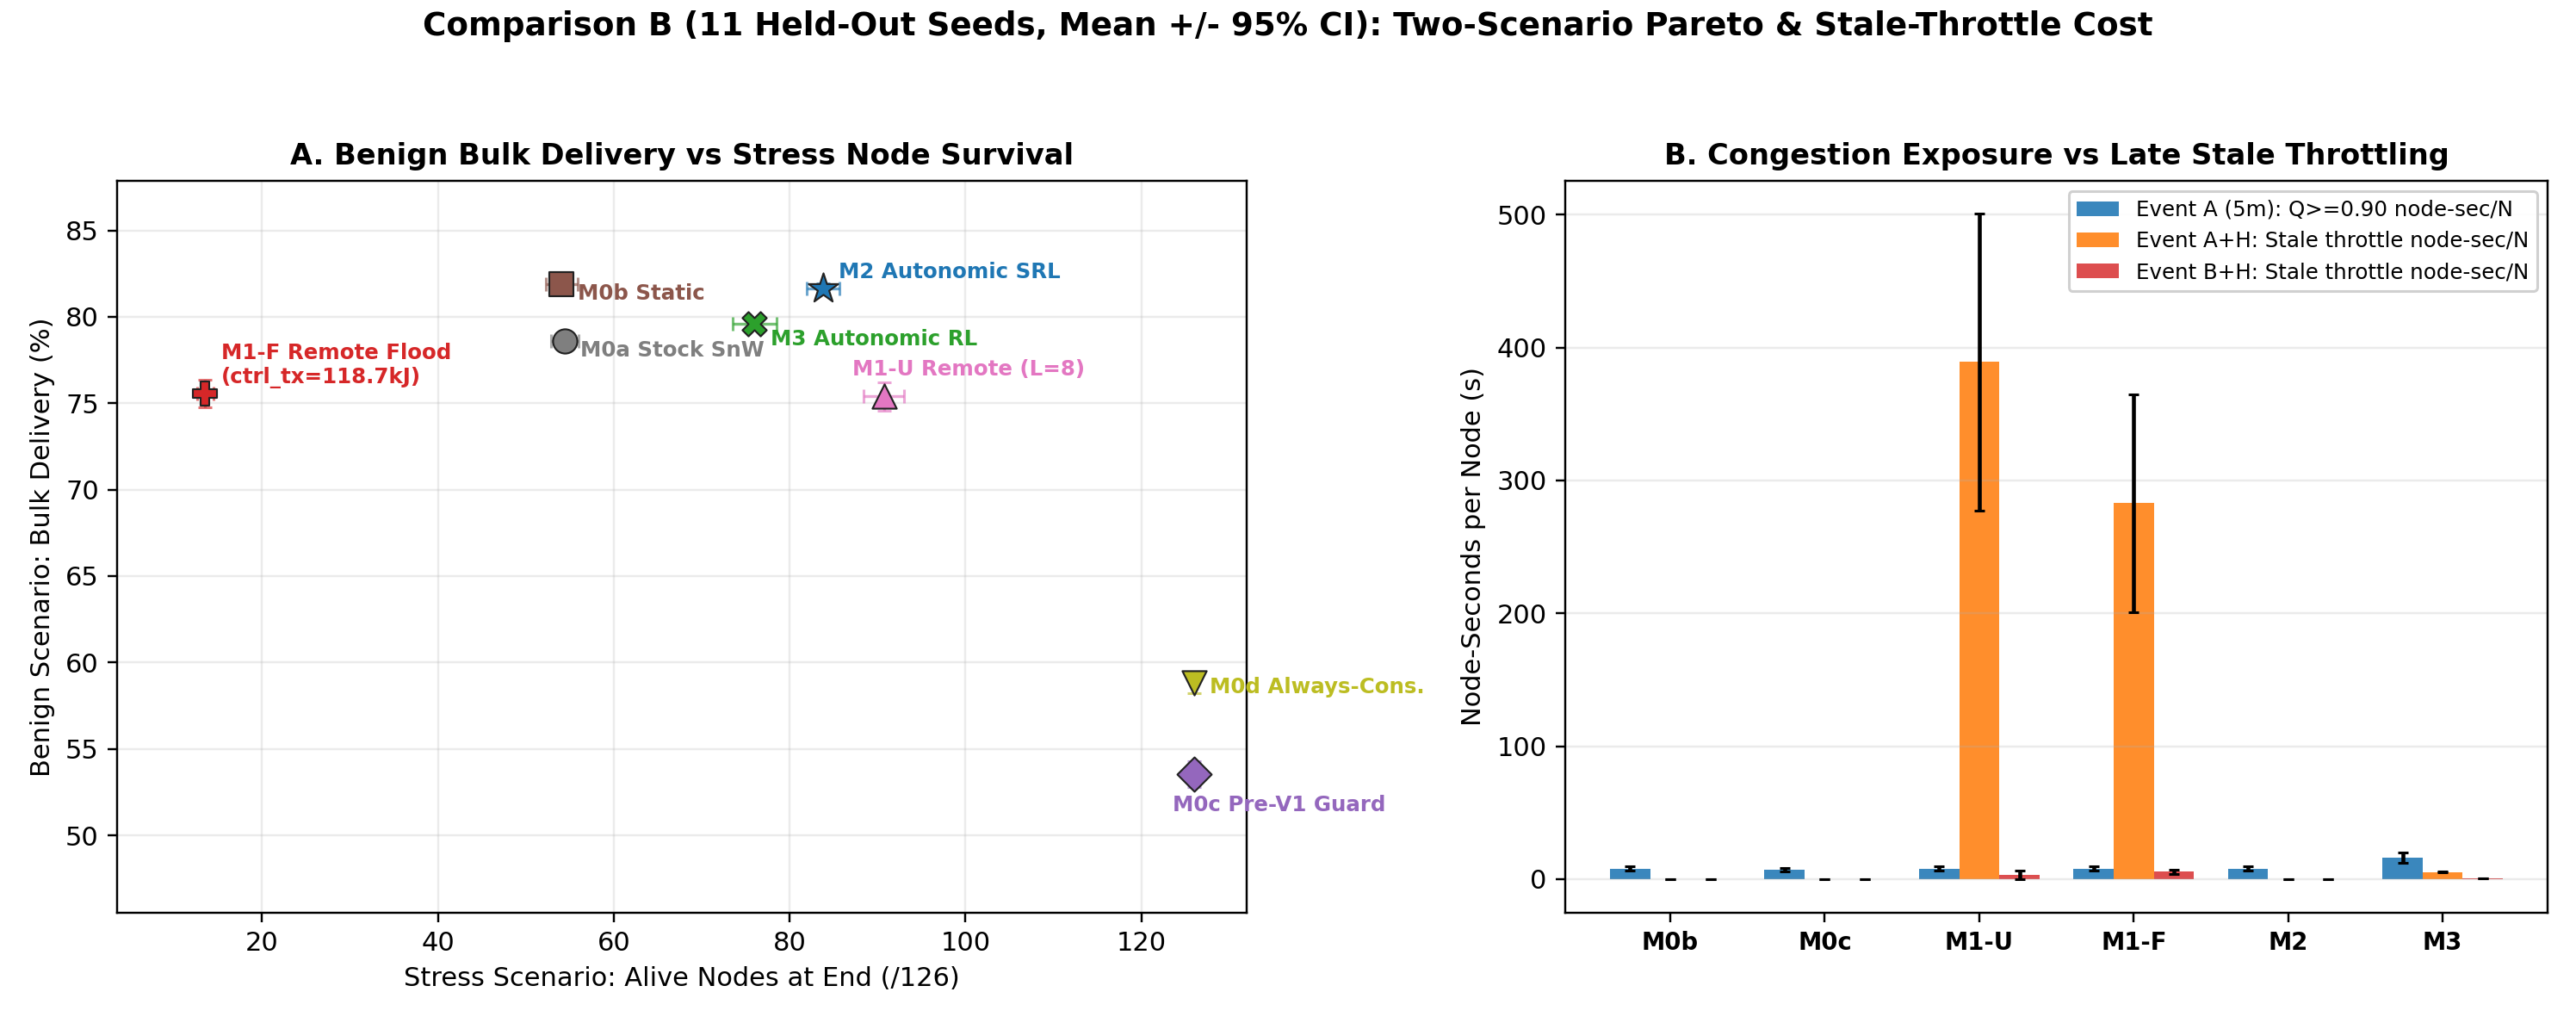 Comparison B (11 Held-Out Seeds, Mean +/- 95% CI): Two-Scenario Pareto & Stale-Throttle Cost
A. Benign Bulk Delivery vs Stress Node Survival
Benign Scenario: Bulk Delivery (%)
85
80
75
70
65
60
55
50
M0b Static
M2 Autonomic SRL
M3 Autonomic RL
M0a Stock SnW
M1-F Remote Flood
(ctrl_tx=118.7kJ)
M1-U Remote (L=8)
M0d Always-Cons.
M0c Pre-V1 Guard
20
40
60
80
100
120
Stress Scenario: Alive Nodes at End (/126)
B. Congestion Exposure vs Late Stale Throttling
Node-Seconds per Node (s)
500
400
300
200
100
0
Event A (5m): Q>=0.90 node-sec/N
Event A+H: Stale throttle node-sec/N
Event B+H: Stale throttle node-sec/N
M0b
M0c
M1-U
M1-F
M2
M3